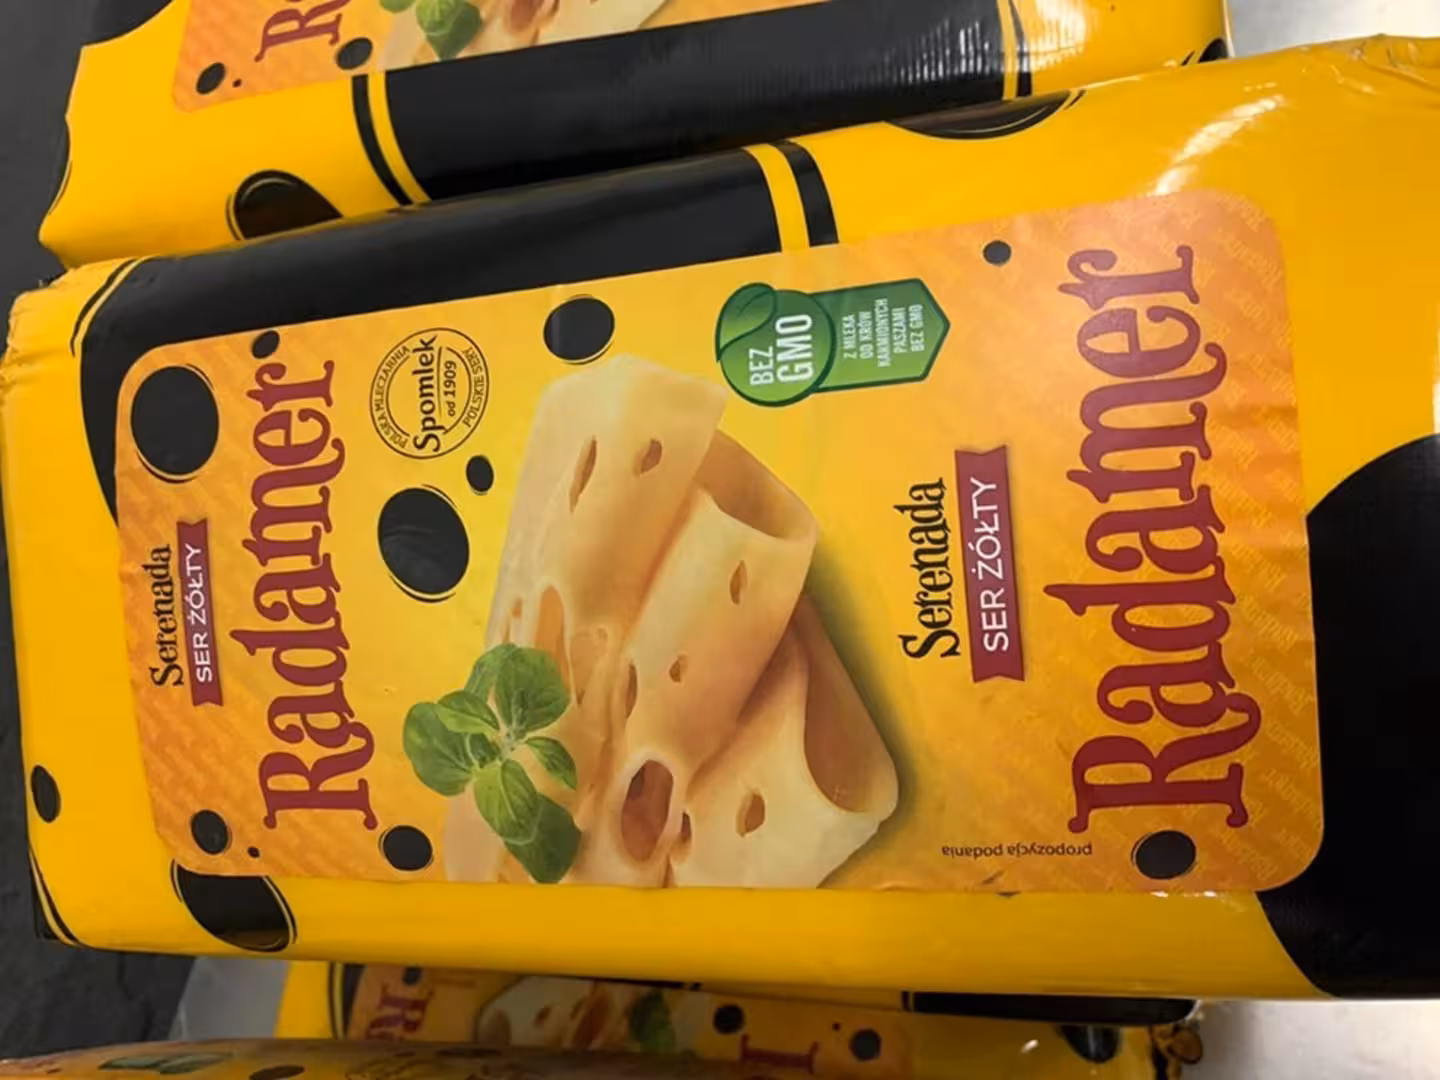 Serenada
SER ŻÓŁTY
Radamer
POLSKA MLECZARNIA
Spomlek
od 1909
POLSKIE SERY
BEZ
GMO
Z MLEKA
OD KRÓW
KARMIONYCH
PASZAMI
BEZ GMO
Serenada
SER ŻÓŁTY
Radamer
propozycja podania